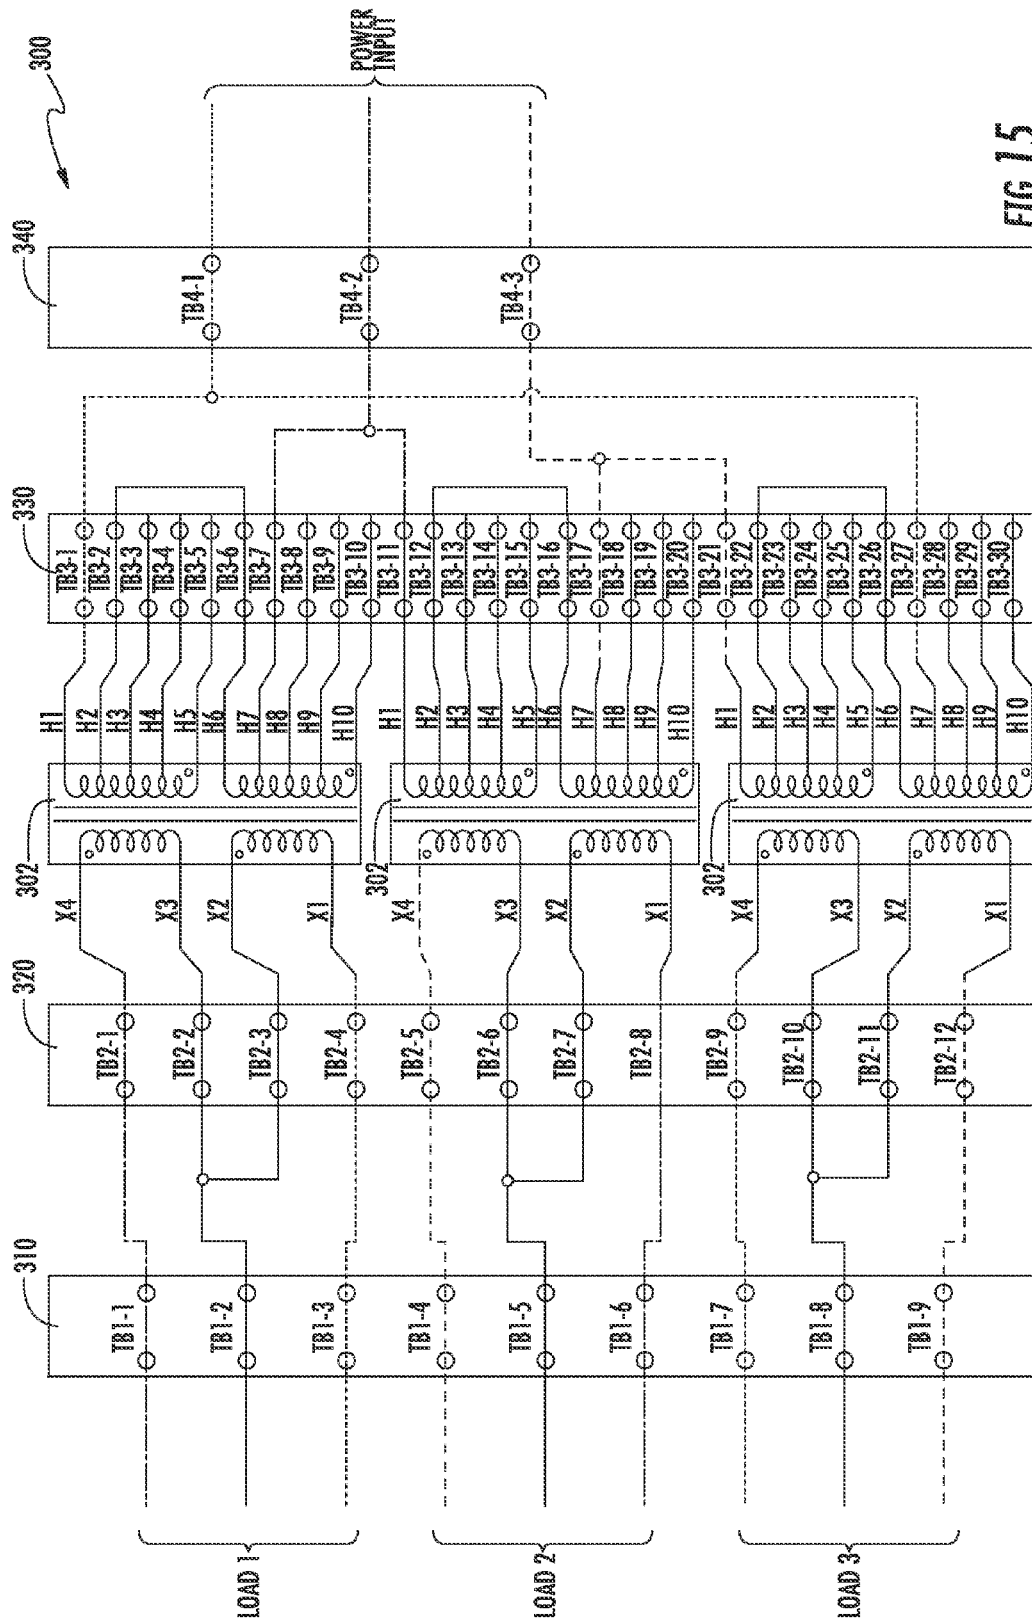 300
340
POWER
INPUT
TB4-1
TB4-2
TB4-3
FIG. 15
330
TB3-1
TB3-2
TB3-3
TB3-4
TB3-5
TB3-6
TB3-7
TB3-8
TB3-9
TB3-10
TB3-11
TB3-12
TB3-13
TB3-14
TB3-15
TB3-16
TB3-17
TB3-18
TB3-19
TB3-20
TB3-21
TB3-22
TB3-23
TB3-24
TB3-25
TB3-26
TB3-27
TB3-28
TB3-29
TB3-30
H1
H2
H3
H4
H5
H6
H7
H8
H9
H10
H1
H2
H3
H4
H5
H6
H7
H8
H9
H10
H1
H2
H3
H4
H5
H6
H7
H8
H9
H10
302
302
302
X4
X3
X2
X1
X4
X3
X2
X1
X4
X3
X2
X1
320
TB2-1
TB2-2
TB2-3
TB2-4
TB2-5
TB2-6
TB2-7
TB2-8
TB2-9
TB2-10
TB2-11
TB2-12
310
TB1-1
TB1-2
TB1-3
TB1-4
TB1-5
TB1-6
TB1-7
TB1-8
TB1-9
LOAD 1
LOAD 2
LOAD 3